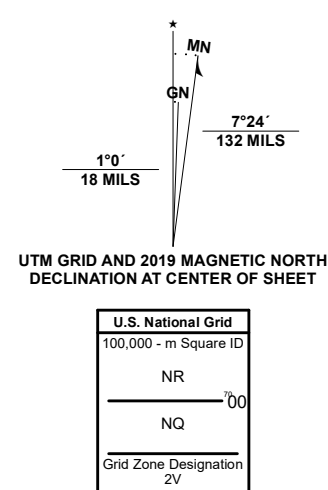 ★
MN
GN
7°24´
132 MILS
1°0´
18 MILS
UTM GRID AND 2019 MAGNETIC NORTH
DECLINATION AT CENTER OF SHEET
U.S. National Grid
100,000 - m Square ID
NR
7000
NQ
Grid Zone Designation
2V